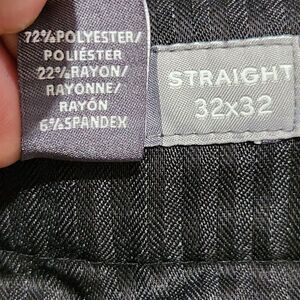 72% POLYESTER/
POLIÉSTER
22% RAYON/
RAYONNE/
RAYÓN
6% SPANDEX
STRAIGHT
32x32